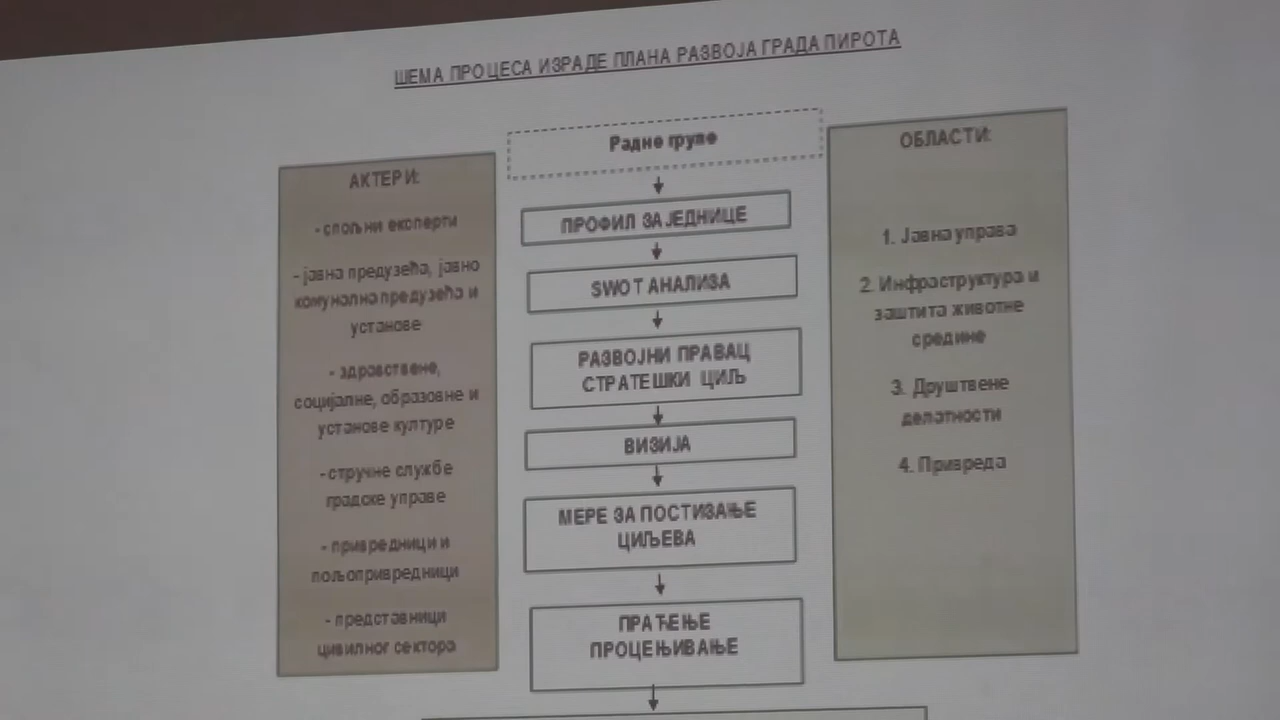 ШЕМА ПРОЦЕСА ИЗРАДЕ ПЛАНА РАЗВОЈА ГРАДА ПИРОТА
АКТЕРИ:
- спољни експерти
- јавна предузећа, јавно
комунална предузећа и
установе
- здравствене,
социјалне, образовне и
установе културе
- стручне службе
градске управе
- привредници и
пољопривредници
- представници
цивилног сектора
Радне групе
ПРОФИЛ ЗАЈЕДНИЦЕ
SWOT АНАЛИЗА
РАЗВОЈНИ ПРАВАЦ
СТРАТЕШКИ ЦИЉ
ВИЗИЈА
МЕРЕ ЗА ПОСТИЗАЊЕ
ЦИЉЕВА
ПРАЋЕЊЕ
ПРОЦЕЊИВАЊЕ
ОБЛАСТИ:
1. Јавна управа
2. Инфраструктура и
заштита животне
средине
3. Друштвене
делатности
4. Привреда